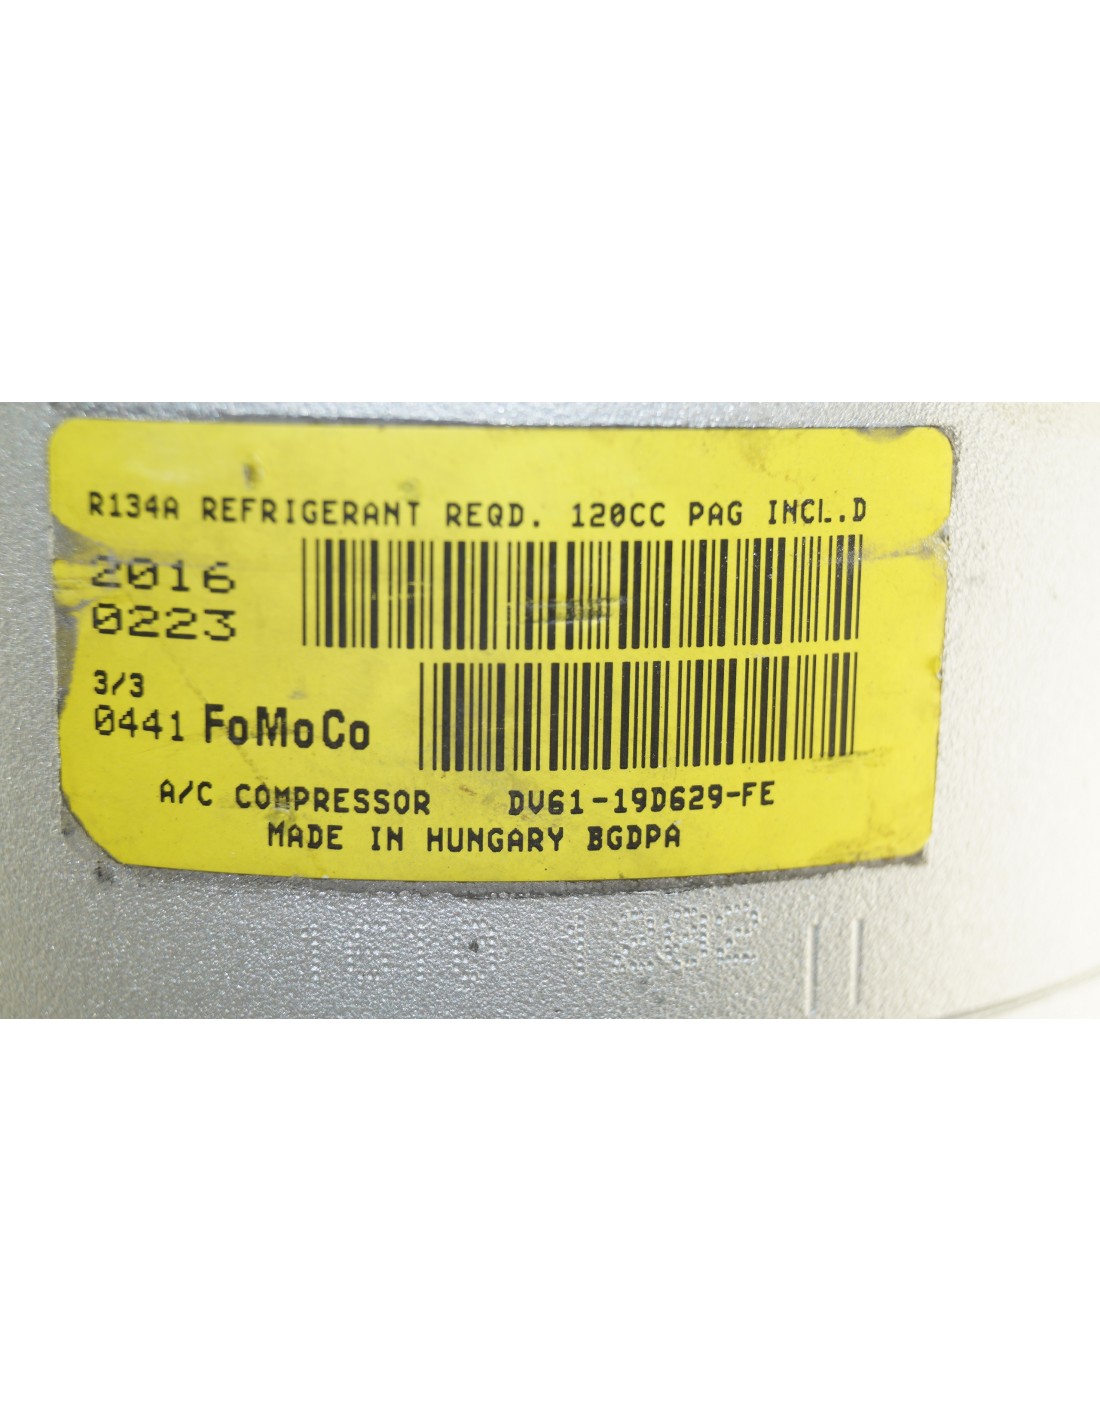 R134A REFRIGERANT REQD. 120CC PAG INCL.D
2016
0223
3/3
0441 FoMoCo
A/C COMPRESSOR DV61-19D629-FE
MADE IN HUNGARY BGDPA